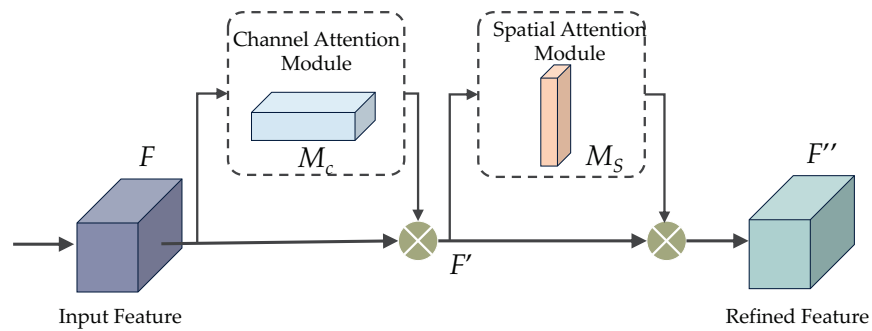 Channel Attention
Module
M_c
Spatial Attention
Module
M_S
F
F'
F''
Input Feature
Refined Feature